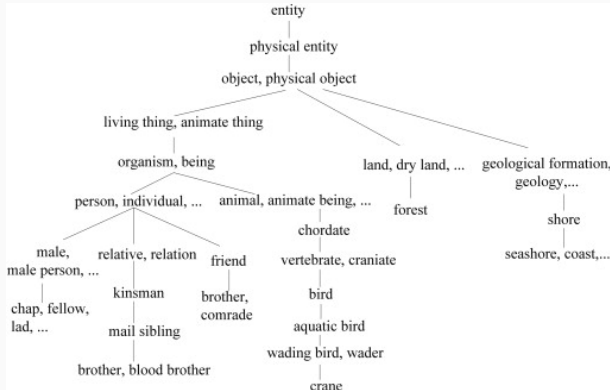 entity
physical entity
object, physical object
living thing, animate thing
organism, being
land, dry land, ...
geological formation,
geology,...
person, individual, ...
animal, animate being, ...
forest
shore
chordate
male,
male person, ...
relative, relation
friend
vertebrate, craniate
seashore, coast,...
chap, fellow,
lad, ...
kinsman
brother,
comrade
bird
mail sibling
aquatic bird
brother, blood brother
wading bird, wader
crane